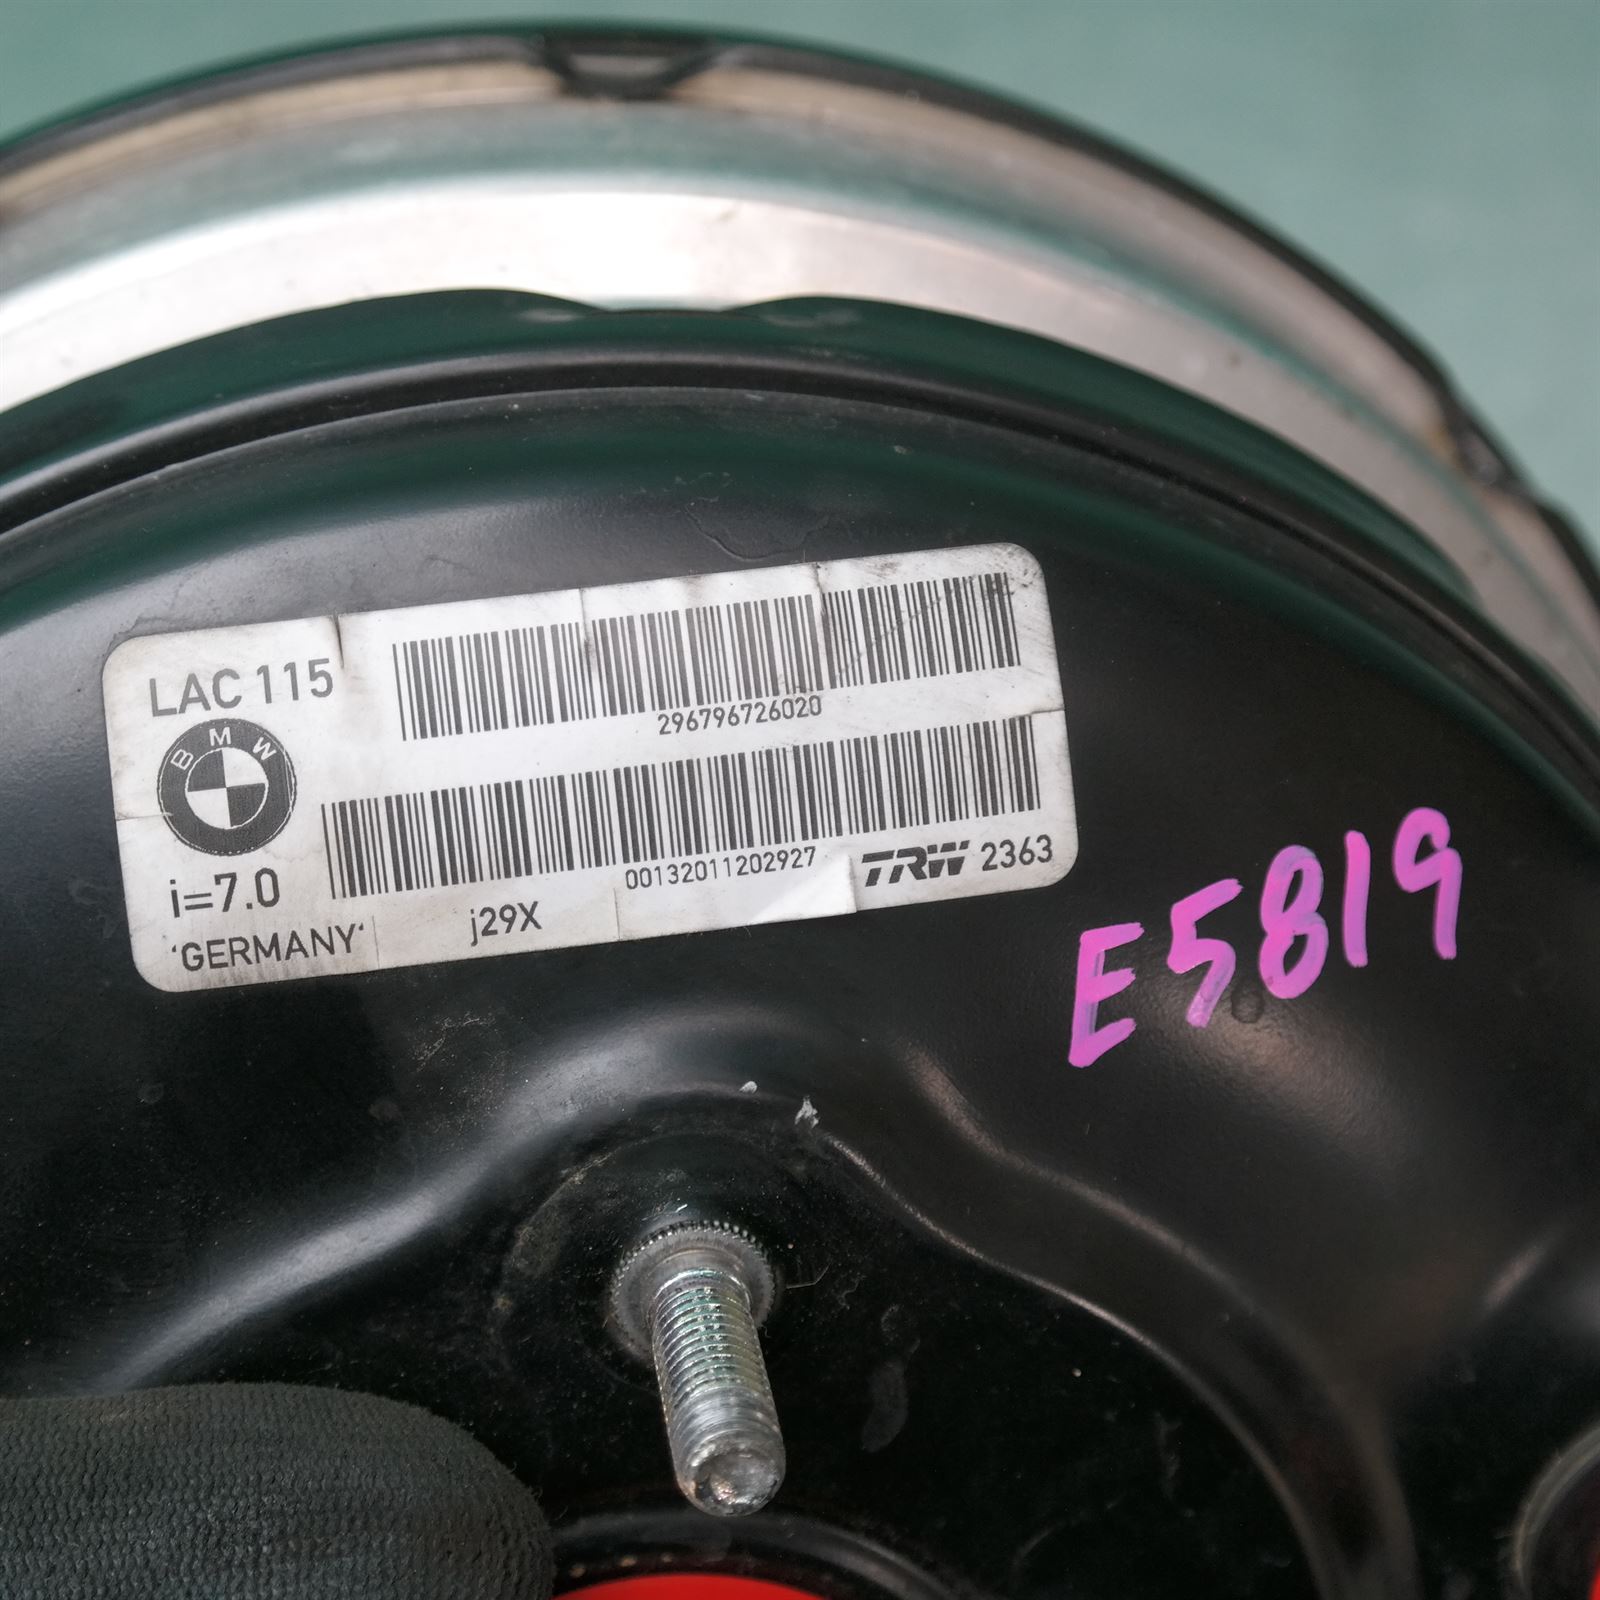 LAC 115
296796726020
BMW
00132011202927
TRW 2363
i=7.0
'GERMANY'
j29X
E5819